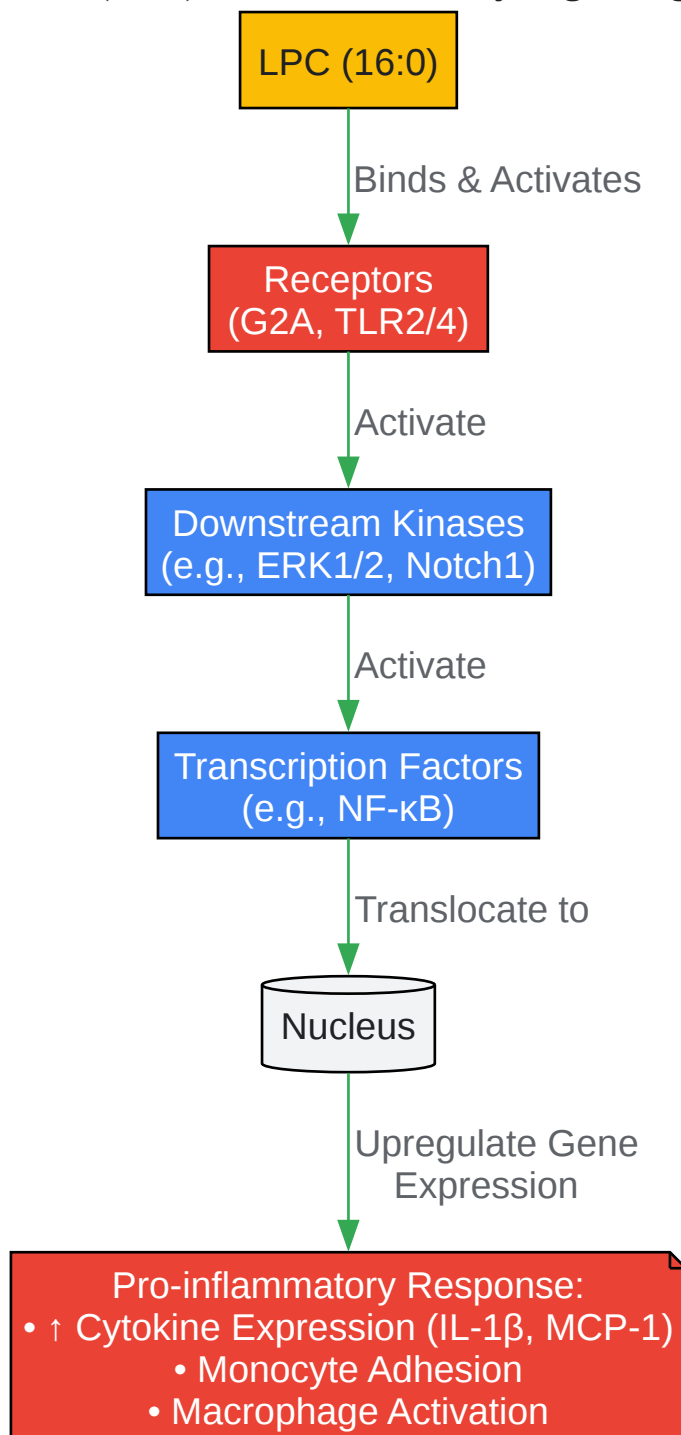 LPC (16:0)
Binds & Activates
Receptors
(G2A, TLR2/4)
Activate
Downstream Kinases
(e.g., ERK1/2, Notch1)
Activate
Transcription Factors
(e.g., NF-κB)
Translocate to
Nucleus
Upregulate Gene
Expression
Pro-inflammatory Response:
• ↑ Cytokine Expression (IL-1β, MCP-1)
• Monocyte Adhesion
• Macrophage Activation